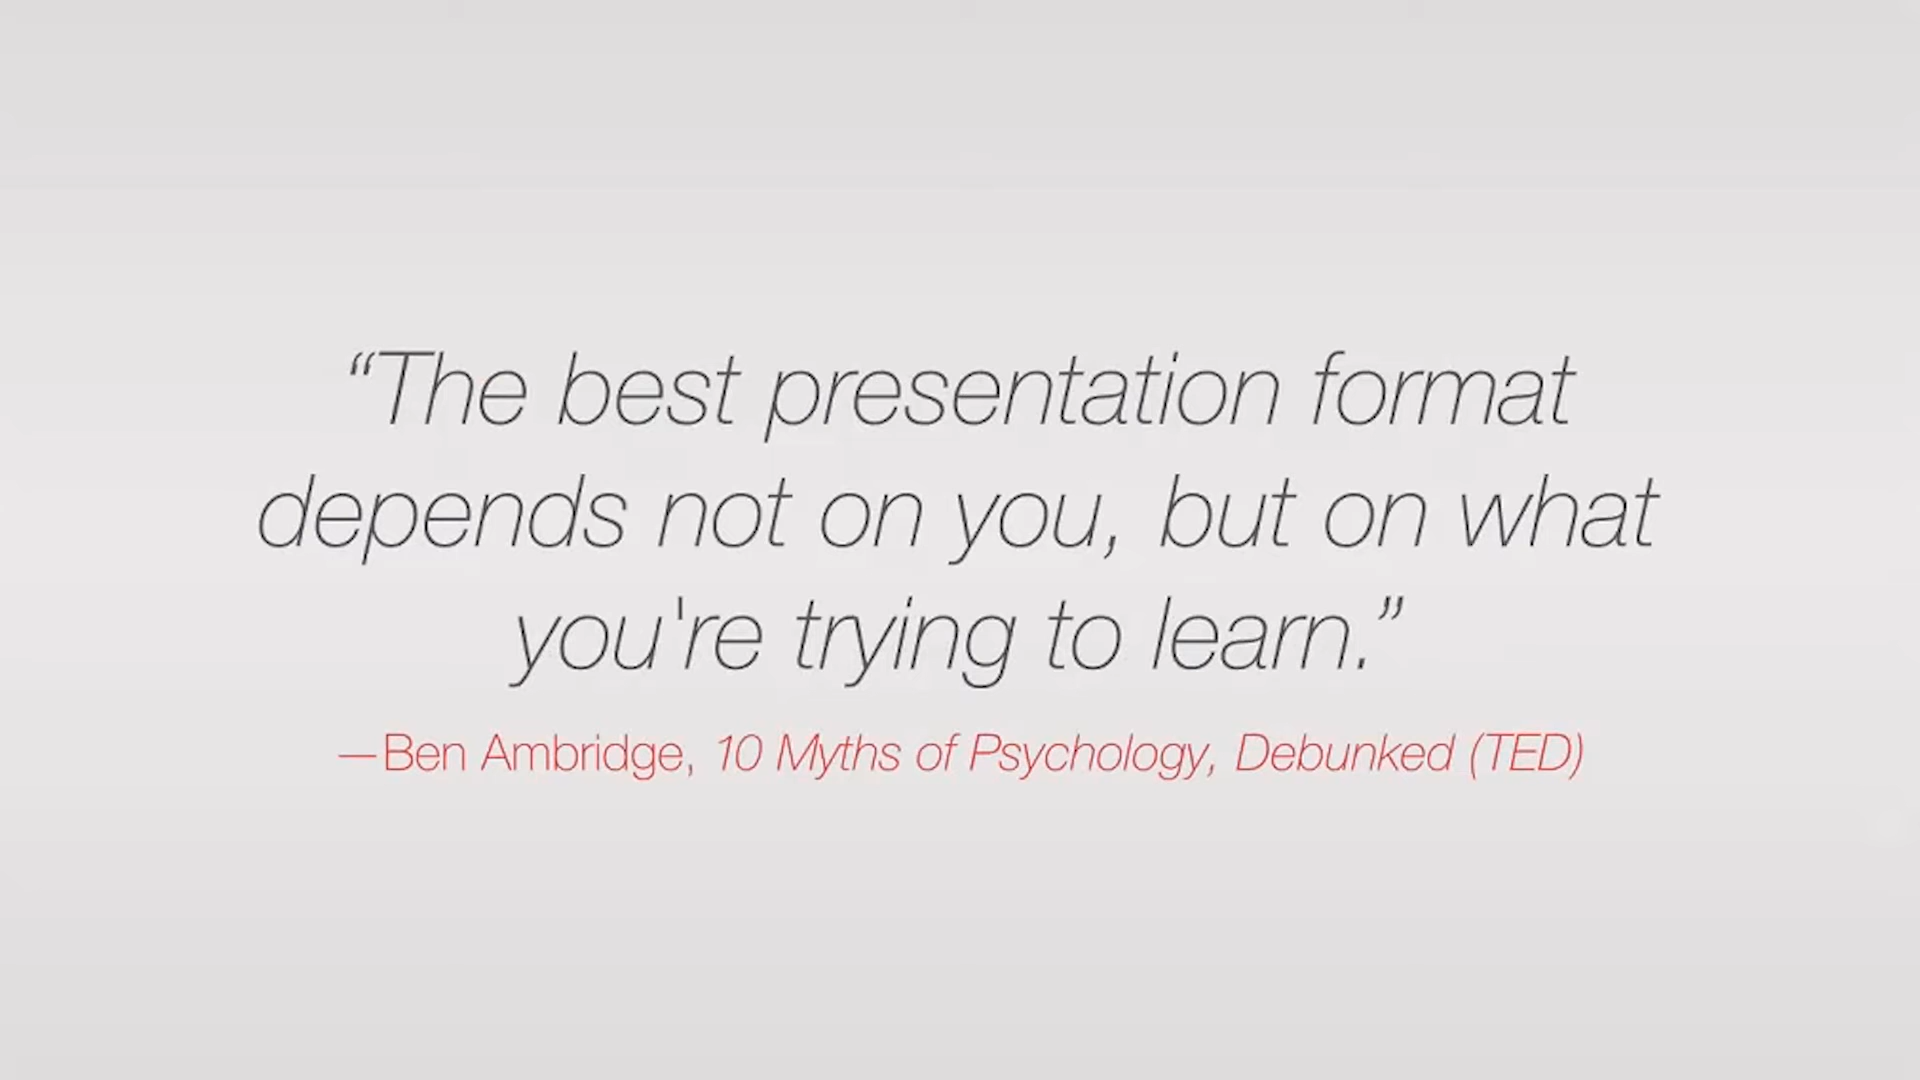 “The best presentation format
depends not on you, but on what
you're trying to learn.”
—Ben Ambridge, 10 Myths of Psychology, Debunked (TED)